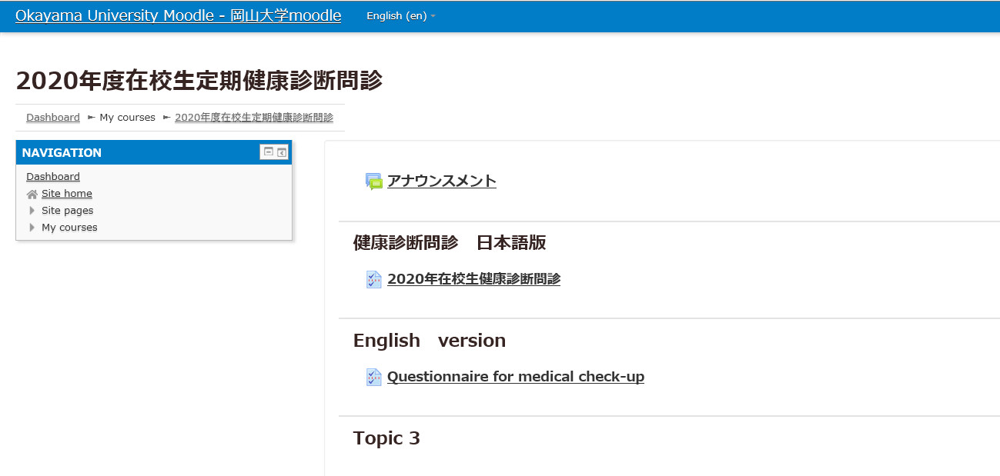 Okayama University Moodle - 岡山大学moodle English (en)
2020年度在校生定期健康診断問診
Dashboard ► My courses ► 2020年度在校生定期健康診断問診
NAVIGATION
Dashboard
Site home
Site pages
My courses
アナウンスメント
健康診断問診　日本語版
2020年在校生健康診断問診
English　version
Questionnaire for medical check-up
Topic 3